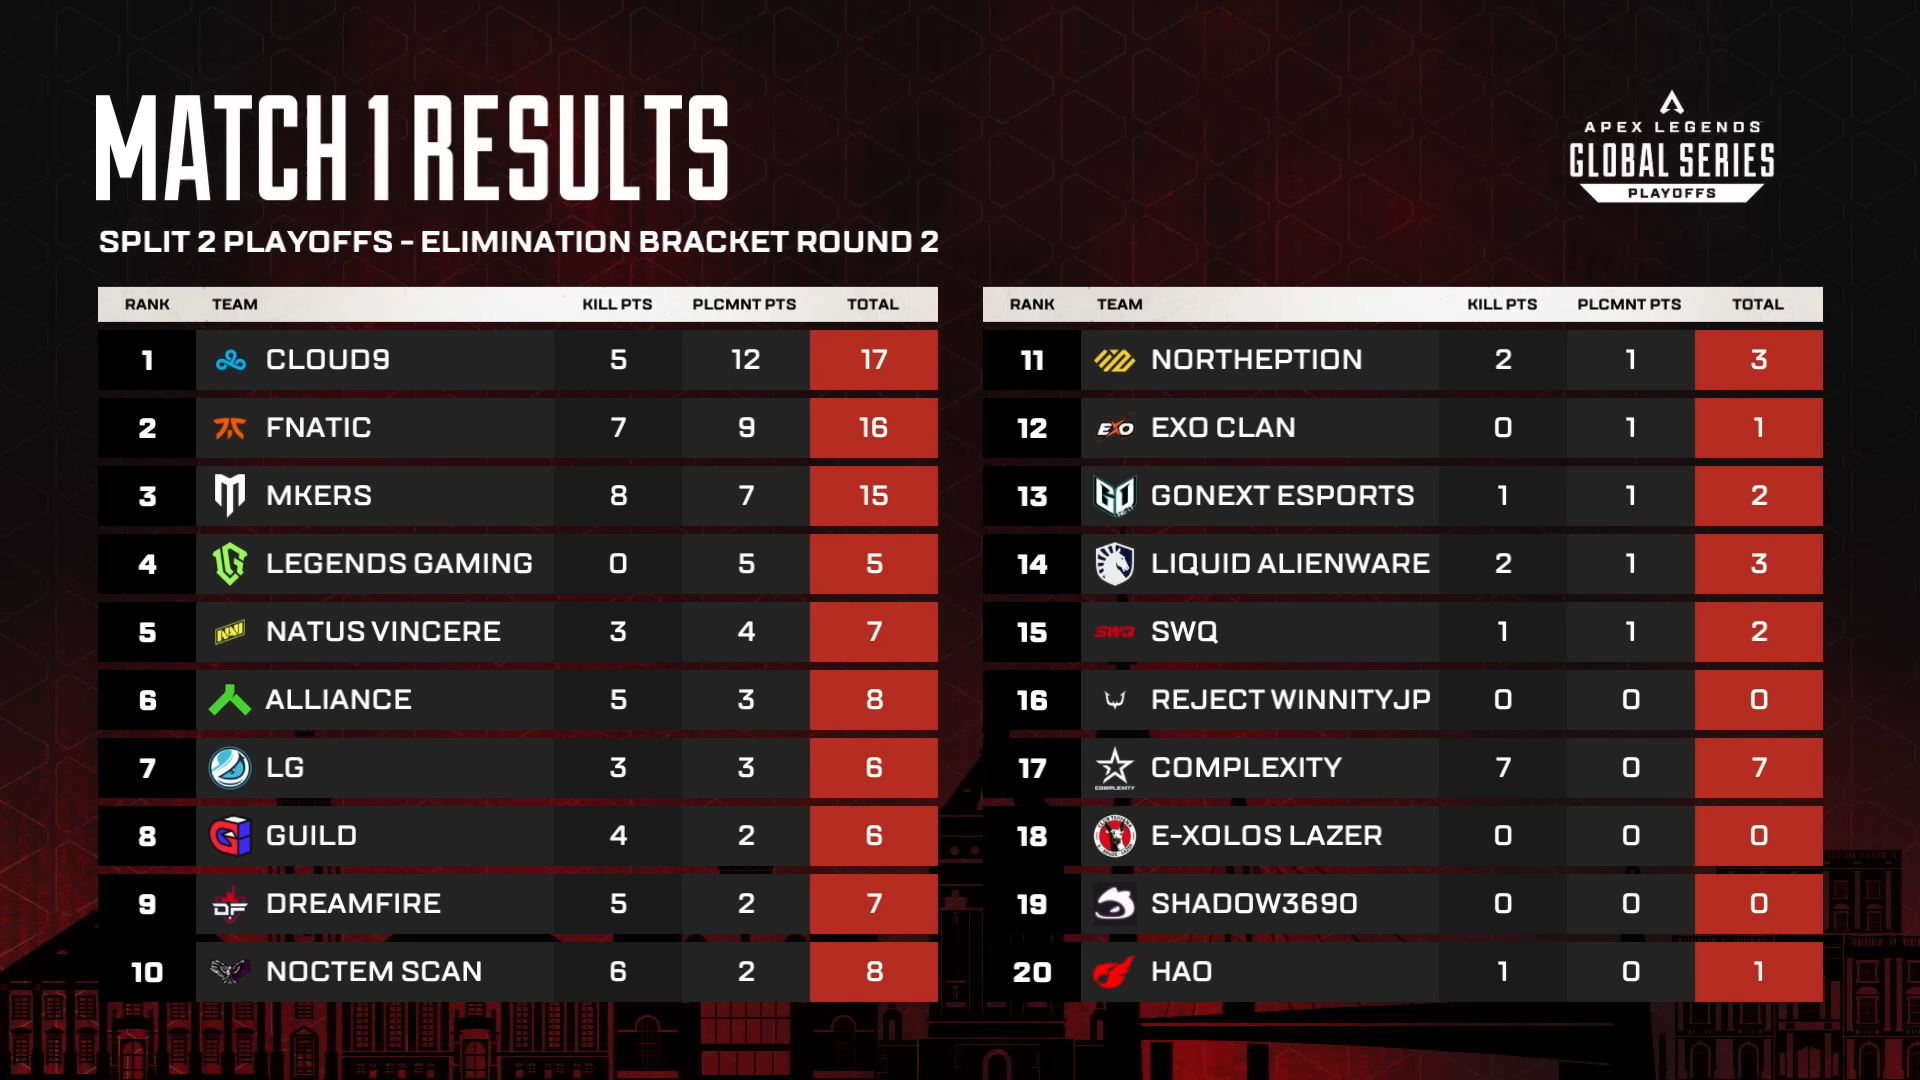 MATCH 1 RESULTS
SPLIT 2 PLAYOFFS - ELIMINATION BRACKET ROUND 2
APEX LEGENDS
GLOBAL SERIES
PLAYOFFS
RANK TEAM KILL PTS PLCMNT PTS TOTAL
1 CLOUD9 5 12 17
2 FNATIC 7 9 16
3 MKERS 8 7 15
4 LEGENDS GAMING 0 5 5
5 NATUS VINCERE 3 4 7
6 ALLIANCE 5 3 8
7 LG 3 3 6
8 GUILD 4 2 6
9 DF DREAMFIRE 5 2 7
10 NOCTEM SCAN 6 2 8
RANK TEAM KILL PTS PLCMNT PTS TOTAL
11 NORTHEPTION 2 1 3
12 EXO EXO CLAN 0 1 1
13 GO GONEXT ESPORTS 1 1 2
14 LIQUID ALIENWARE 2 1 3
15 SWQ SWQ 1 1 2
16 REJECT WINNITYJP 0 0 0
17 COMPLEXITY COMPLEXITY 7 0 7
18 E-XOLOS LAZER 0 0 0
19 SHADOW3690 0 0 0
20 HAO 1 0 1